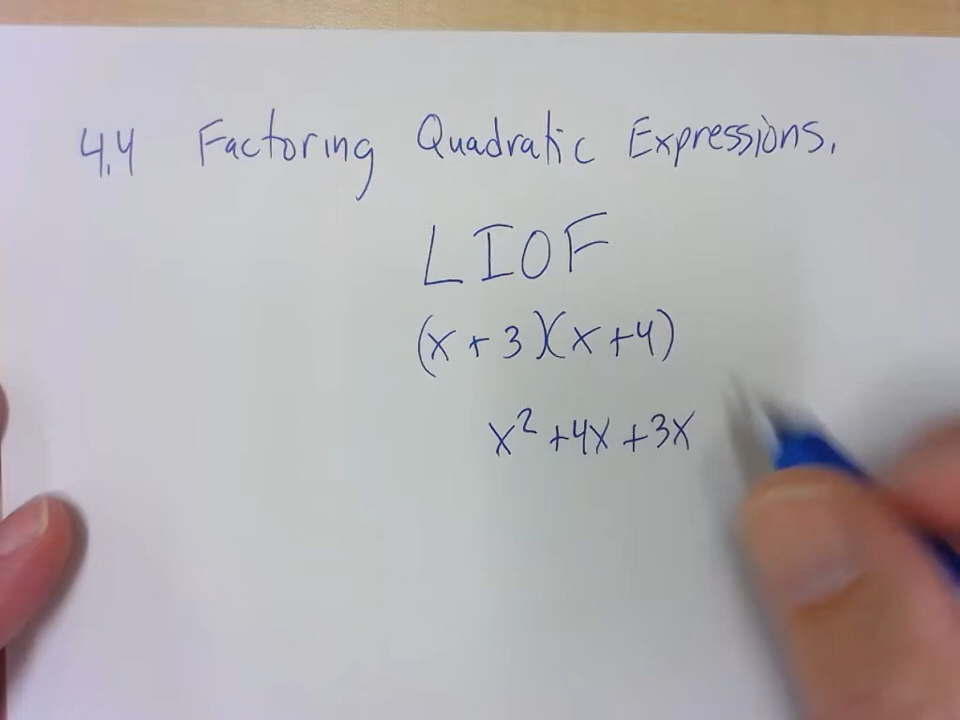 4.4 Factoring Quadratic Expressions.
LIOF
(x + 3)(x + 4)
x² + 4x + 3x